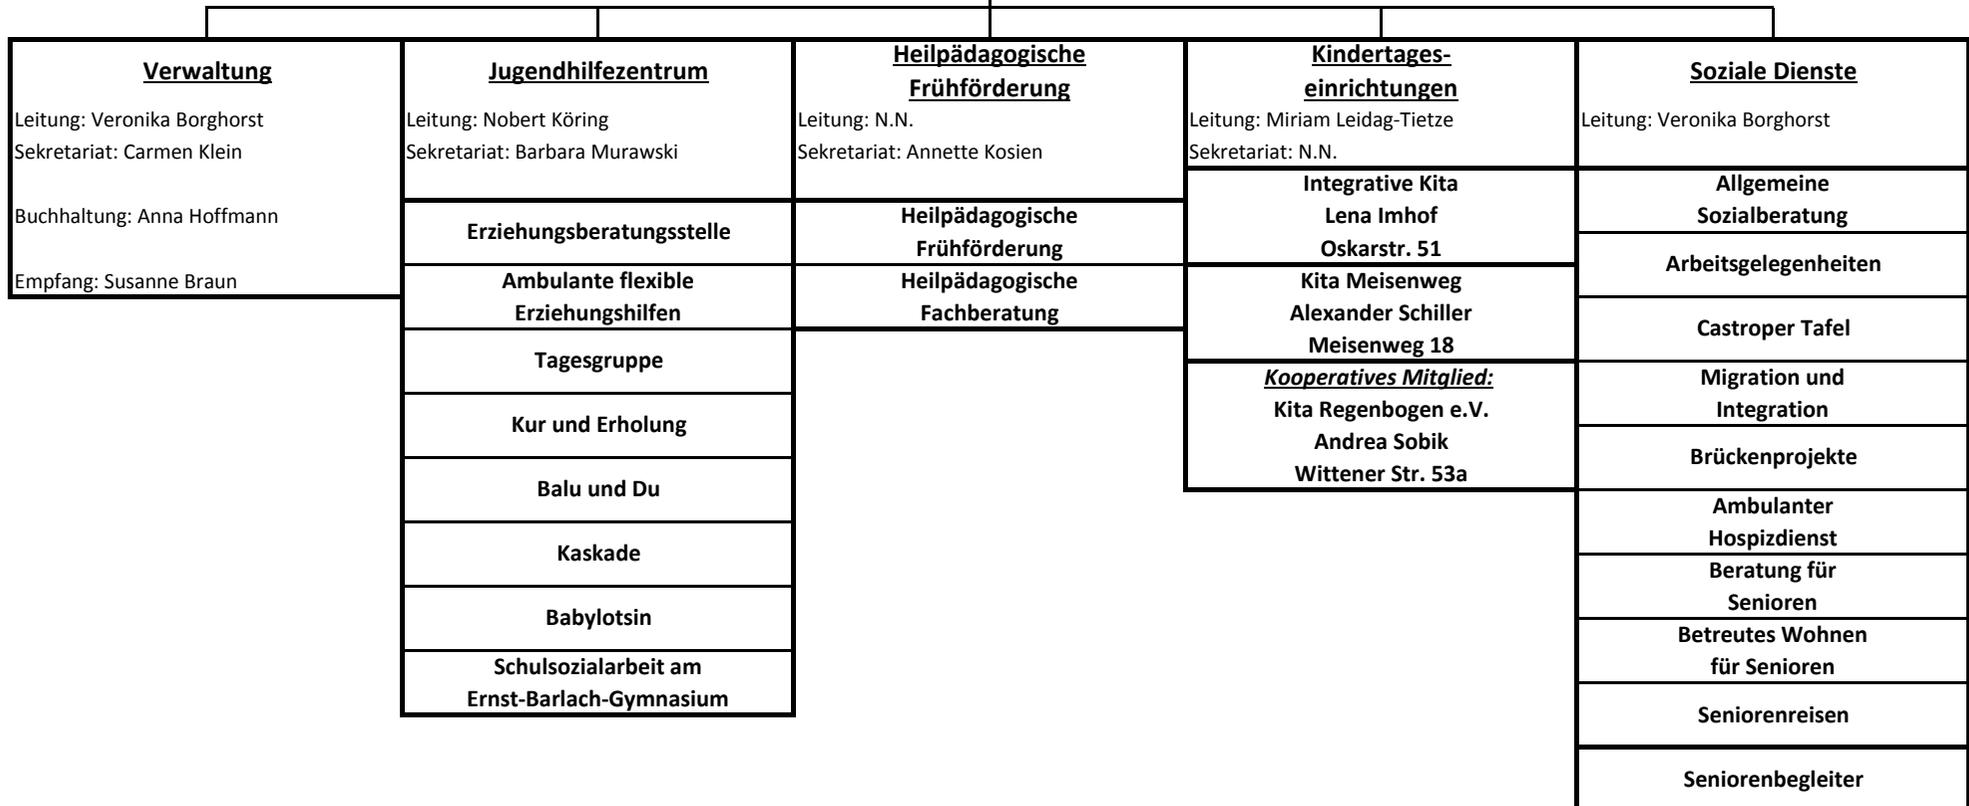 Verwaltung
Leitung: Veronika Borghorst
Sekretariat: Carmen Klein
Buchhaltung: Anna Hoffmann
Empfang: Susanne Braun
Jugendhilfezentrum
Leitung: Nobert Köring
Sekretariat: Barbara Murawski
Erziehungsberatungsstelle
Ambulante flexible
Erziehungshilfen
Tagesgruppe
Kur und Erholung
Balu und Du
Kaskade
Babylotsin
Schulsozialarbeit am
Ernst-Barlach-Gymnasium
Heilpädagogische
Frühförderung
Leitung: N.N.
Sekretariat: Annette Kosien
Heilpädagogische
Frühförderung
Heilpädagogische
Fachberatung
Kindertages-
einrichtungen
Leitung: Miriam Leidag-Tietze
Sekretariat: N.N.
Integrative Kita
Lena Imhof
Oskarstr. 51
Kita Meisenweg
Alexander Schiller
Meisenweg 18
Kooperatives Mitglied:
Kita Regenbogen e.V.
Andrea Sobik
Wittener Str. 53a
Soziale Dienste
Leitung: Veronika Borghorst
Allgemeine
Sozialberatung
Arbeitsgelegenheiten
Castroper Tafel
Migration und
Integration
Brückenprojekte
Ambulanter
Hospizdienst
Beratung für
Senioren
Betreutes Wohnen
für Senioren
Seniorenreisen
Seniorenbegleiter